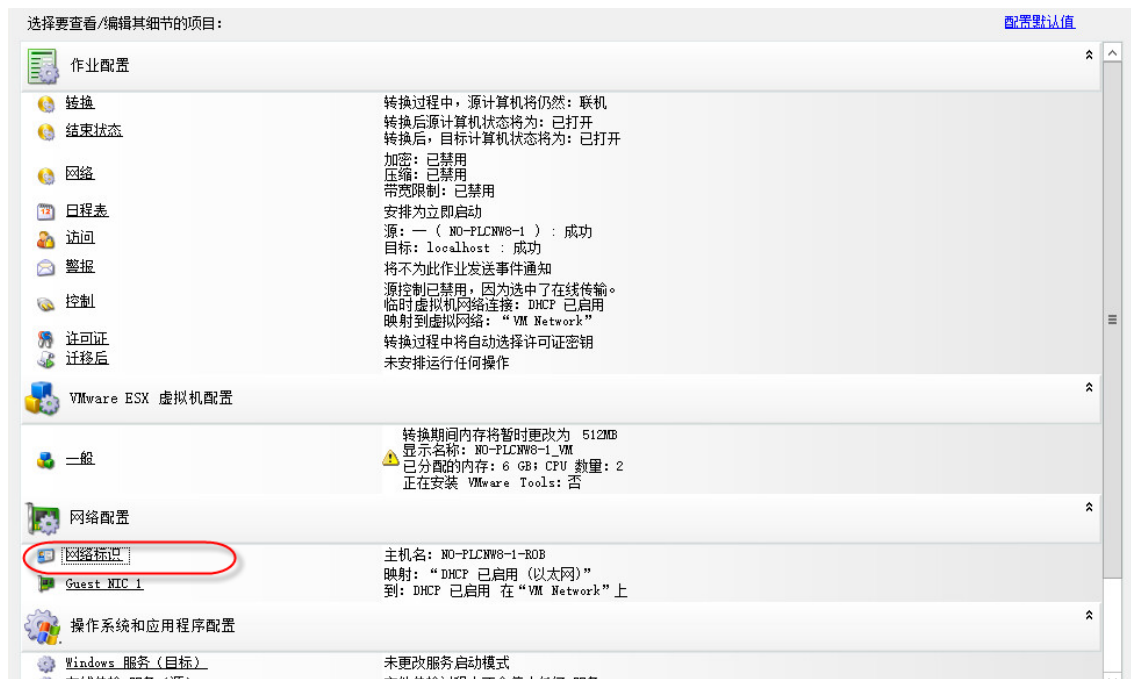 选择要查看/编辑其细节的项目:
配置默认值
作业配置
转换
转换过程中，源计算机将仍然: 联机
结束状态
转换后源计算机状态将为: 已打开
转换后，目标计算机状态将为: 已打开
网络
加密: 已禁用
压缩: 已禁用
带宽限制: 已禁用
日程表
安排为立即启动
访问
源: — ( NO-PLCNW8-1 ) : 成功
目标: localhost : 成功
警报
将不为此作业发送事件通知
控制
源控制已禁用，因为选中了在线传输。
临时虚拟机网络连接: DHCP 已启用
映射到虚拟网络: “VM Network”
许可证
转换过程中将自动选择许可证密钥
迁移后
未安排运行任何操作
VMware ESX 虚拟机配置
一般
转换期间内存将暂时更改为 512MB
显示名称: NO-PLCNW8-1_VM
已分配的内存: 6 GB; CPU 数量: 2
正在安装 VMware Tools: 否
网络配置
网络标识
主机名: NO-PLCNW8-1-ROB
Guest NIC 1
映射: “DHCP 已启用 (以太网)”
到: DHCP 已启用 在“VM Network”上
操作系统和应用程序配置
Windows 服务 (目标)
未更改服务启动模式